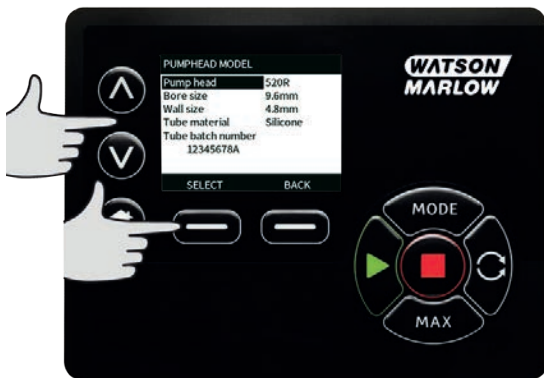 PUMPHEAD MODEL
Pump head 520R
Bore size 9.6mm
Wall size 4.8mm
Tube material Silicone
Tube batch number
12345678A
SELECT BACK
WATSON
MARLOW
MODE
MAX